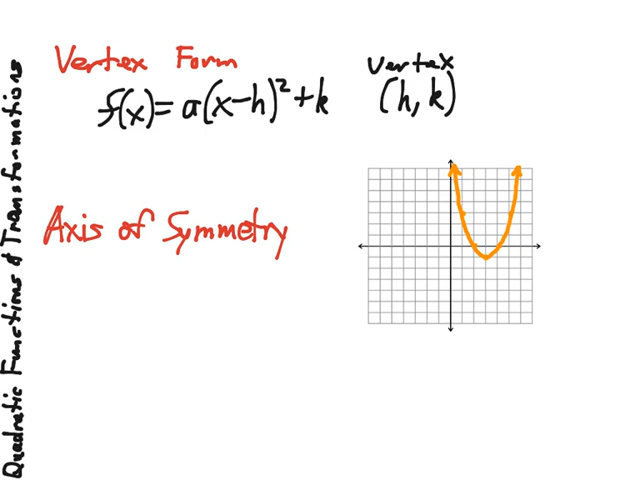 Vertex Form
vertex
f(x)=a(x-h)²+k
(h, k)
Axis of Symmetry
Quadratic Functions & Transformations